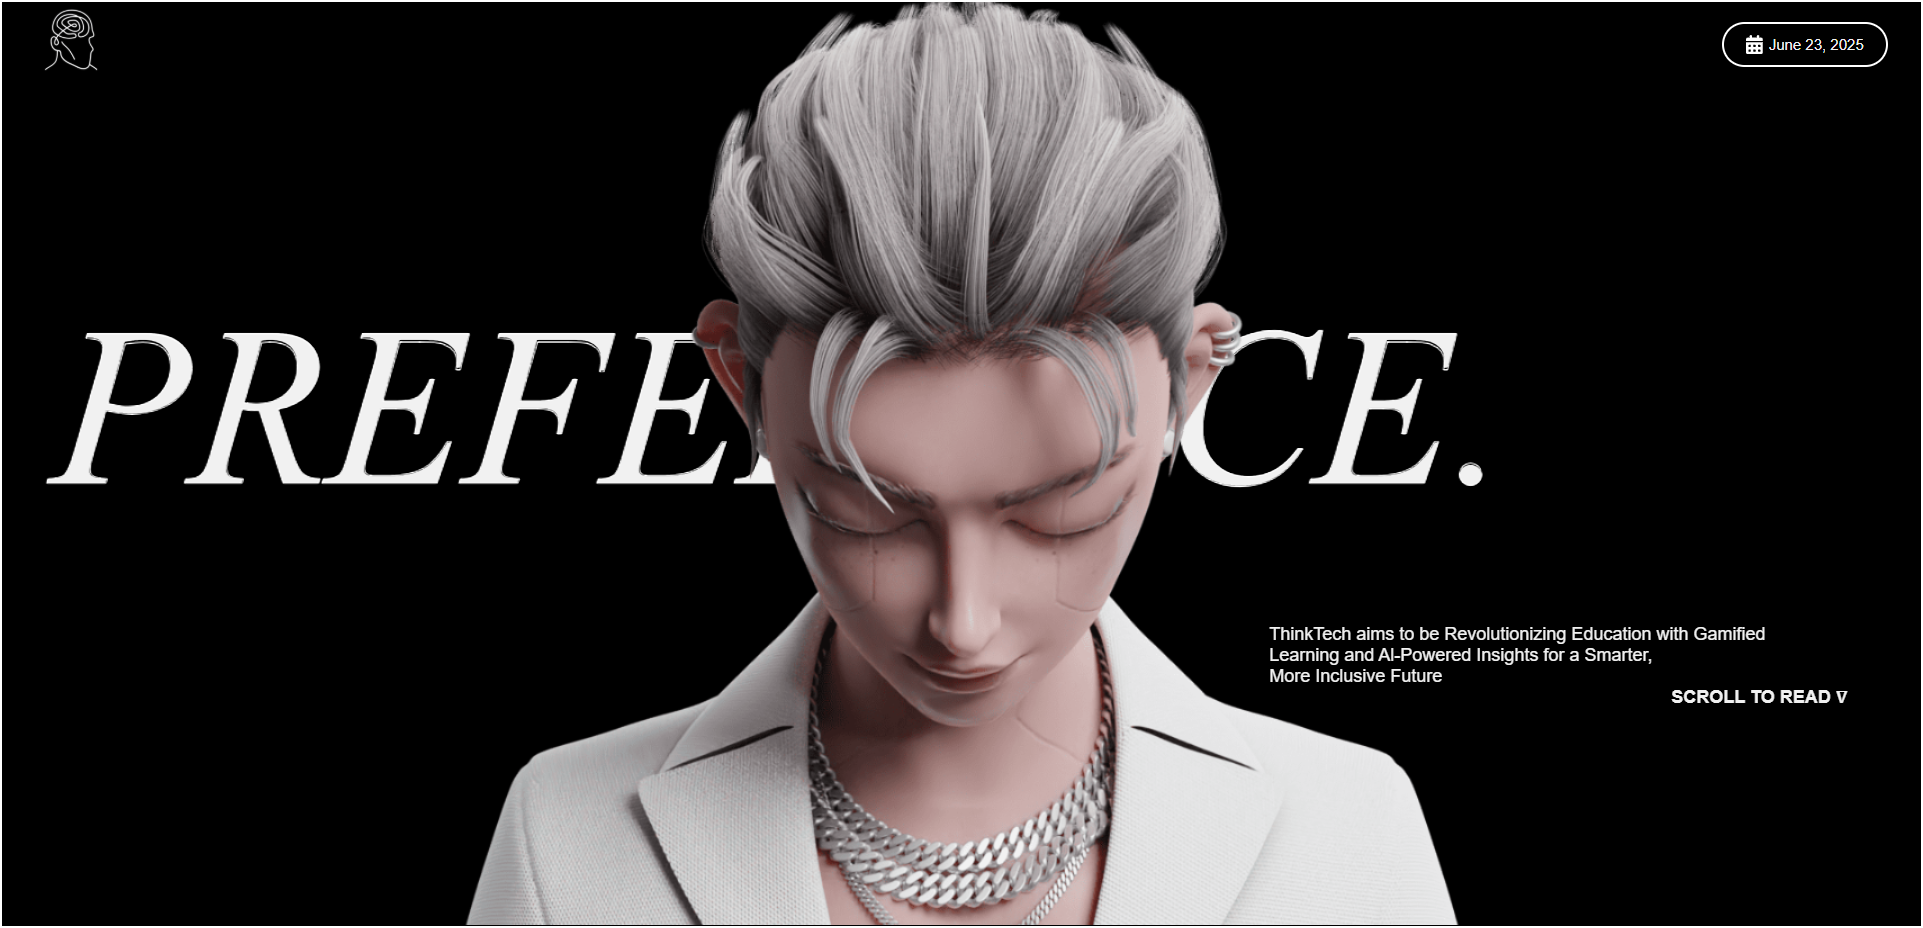 June 23, 2025
PREFE CE.
ThinkTech aims to be Revolutionizing Education with Gamified
Learning and AI-Powered Insights for a Smarter,
More Inclusive Future
SCROLL TO READ ∇